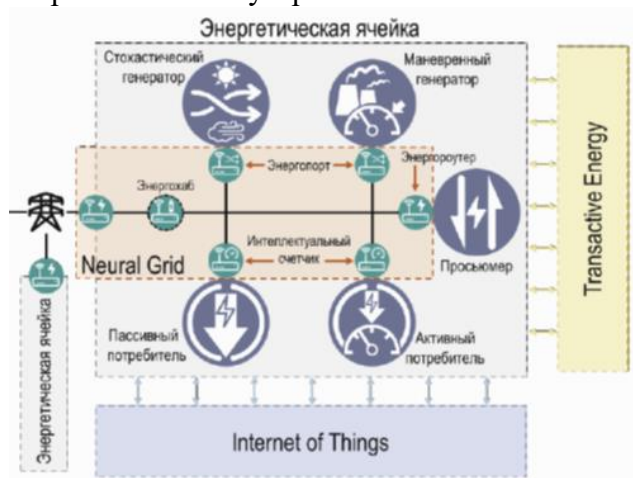 Энергетическая ячейка
Стохастический
генератор
Маневренный
генератор
Энергопорт
Энергороутер
Энергохаб
Интеллектуальный
счетчик
Neural Grid
Просьюмер
Пассивный
потребитель
Активный
потребитель
Энергетическая ячейка
Transactive Energy
Internet of Things